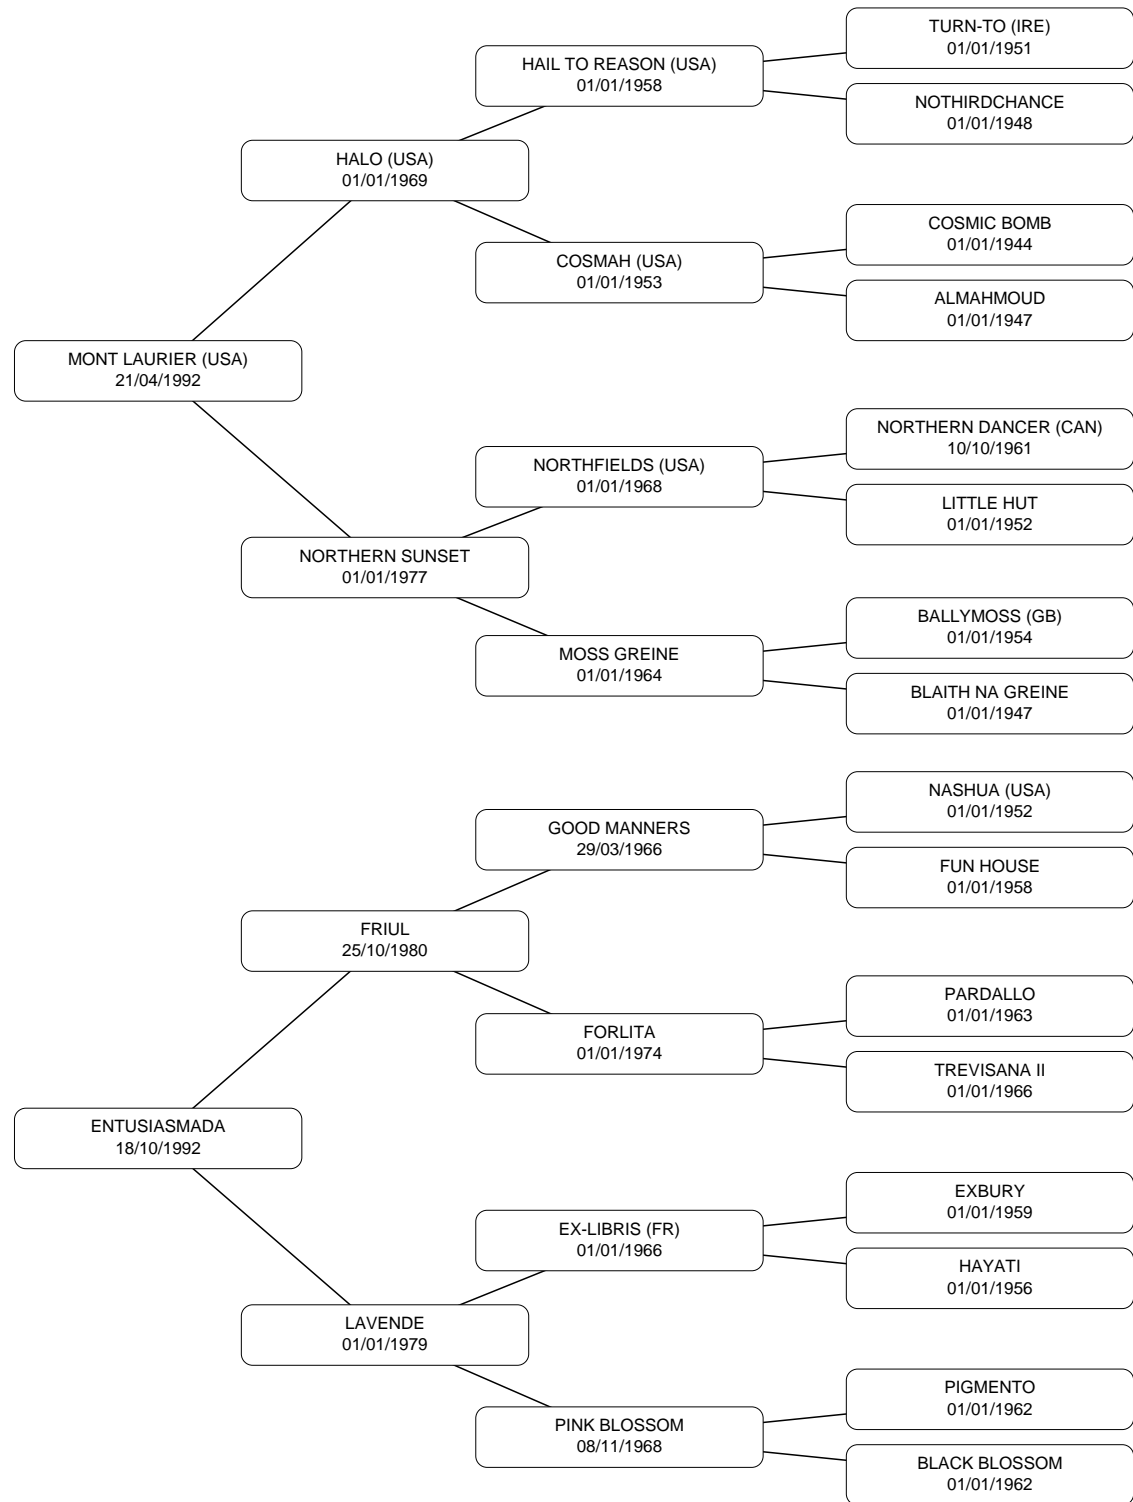 TURN-TO (IRE)
01/01/1951
HAIL TO REASON (USA)
01/01/1958
NOTHIRDCHANCE
01/01/1948
HALO (USA)
01/01/1969
COSMIC BOMB
01/01/1944
COSMAH (USA)
01/01/1953
ALMAHMOUD
01/01/1947
MONT LAURIER (USA)
21/04/1992
NORTHERN DANCER (CAN)
10/10/1961
NORTHFIELDS (USA)
01/01/1968
LITTLE HUT
01/01/1952
NORTHERN SUNSET
01/01/1977
BALLYMOSS (GB)
01/01/1954
MOSS GREINE
01/01/1964
BLAITH NA GREINE
01/01/1947
NASHUA (USA)
01/01/1952
GOOD MANNERS
29/03/1966
FUN HOUSE
01/01/1958
FRIUL
25/10/1980
PARDALLO
01/01/1963
FORLITA
01/01/1974
TREVISANA II
01/01/1966
ENTUSIASMADA
18/10/1992
EXBURY
01/01/1959
EX-LIBRIS (FR)
01/01/1966
HAYATI
01/01/1956
LAVENDE
01/01/1979
PIGMENTO
01/01/1962
PINK BLOSSOM
08/11/1968
BLACK BLOSSOM
01/01/1962